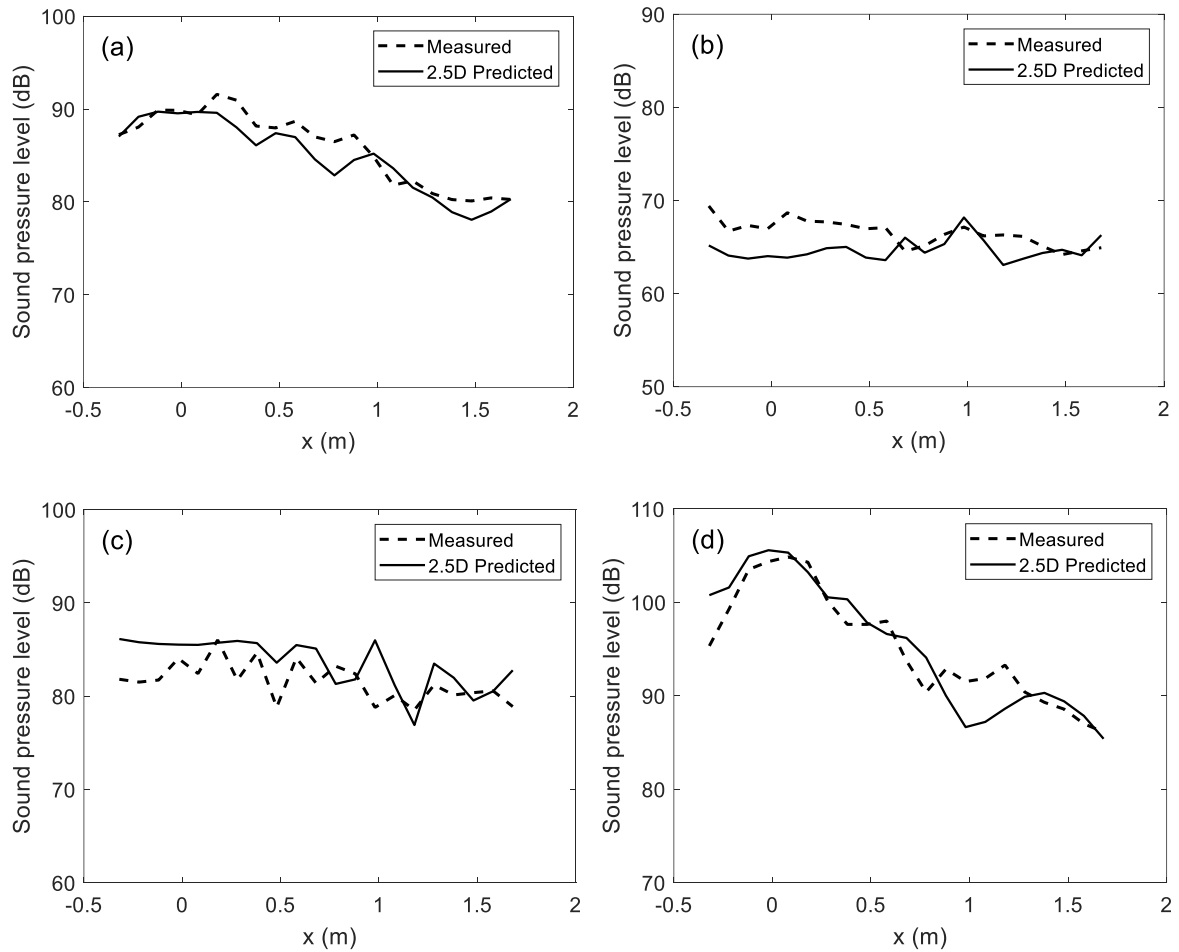 100
90
80
70
60
Sound pressure level (dB)
(a)
Measured
2.5D Predicted
-0.5 0 0.5 1 1.5 2
x (m)
90
80
70
60
50
Sound pressure level (dB)
(b)
Measured
2.5D Predicted
-0.5 0 0.5 1 1.5 2
x (m)
100
90
80
70
60
Sound pressure level (dB)
(c)
Measured
2.5D Predicted
-0.5 0 0.5 1 1.5 2
x (m)
110
100
90
80
70
Sound pressure level (dB)
(d)
Measured
2.5D Predicted
-0.5 0 0.5 1 1.5 2
x (m)